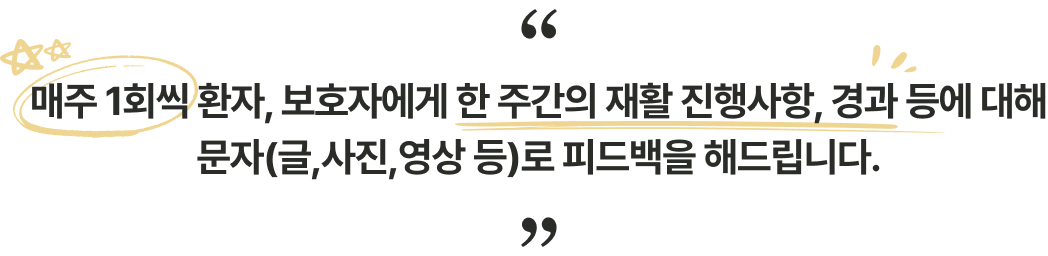 “
매주 1회씩 환자, 보호자에게 한 주간의 재활 진행사항, 경과 등에 대해
문자(글,사진,영상 등)로 피드백을 해드립니다.
”